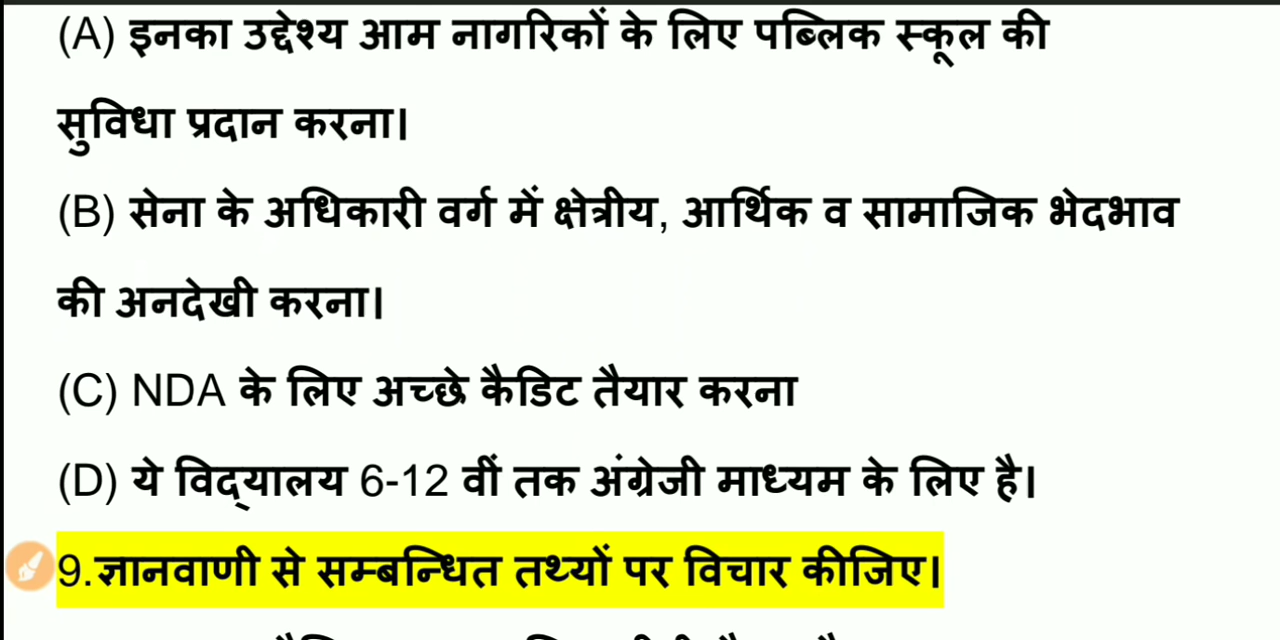 (A) इनका उद्देश्य आम नागरिकों के लिए पब्लिक स्कूल की
सुविधा प्रदान करना।
(B) सेना के अधिकारी वर्ग में क्षेत्रीय, आर्थिक व सामाजिक भेदभाव
की अनदेखी करना।
(C) NDA के लिए अच्छे कैडिट तैयार करना
(D) ये विद्यालय 6-12 वीं तक अंग्रेजी माध्यम के लिए है।
9.ज्ञानवाणी से सम्बन्धित तथ्यों पर विचार कीजिए।